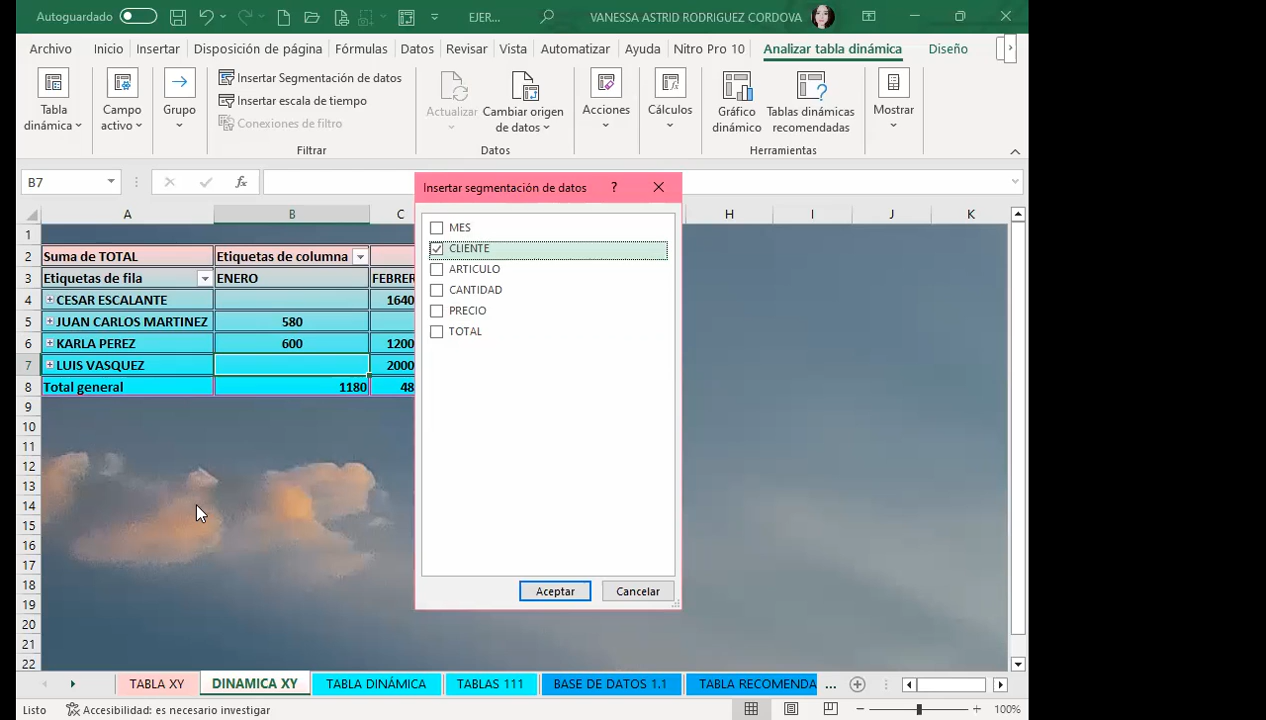 Autoguardado EJER... VANESSA ASTRID RODRIGUEZ CORDOVA
Archivo Inicio Insertar Disposición de página Fórmulas Datos Revisar Vista Automatizar Ayuda Nitro Pro 10 Analizar tabla dinámica Diseño
Tabla dinámica
Campo activo
Grupo
Insertar Segmentación de datos
Insertar escala de tiempo
Conexiones de filtro
Filtrar
Actualizar
Cambiar origen de datos
Datos
Acciones
Cálculos
Gráfico dinámico
Tablas dinámicas recomendadas
Herramientas
Mostrar
B7 fx
Insertar segmentación de datos ?
MES
CLIENTE
ARTICULO
CANTIDAD
PRECIO
TOTAL
Aceptar Cancelar
A B C H I J K
1
2 Suma de TOTAL Etiquetas de columna
3 Etiquetas de fila ENERO FEBRER
4 CESAR ESCALANTE 1640
5 JUAN CARLOS MARTINEZ 580
6 KARLA PEREZ 600 1200
7 LUIS VASQUEZ 2000
8 Total general 1180 48
9
10
11
12
13
14
15
16
17
18
19
20
21
22
TABLA XY DINAMICA XY TABLA DINÁMICA TABLAS 111 BASE DE DATOS 1.1 TABLA RECOMENDA ...
Listo Accesibilidad: es necesario investigar 100%